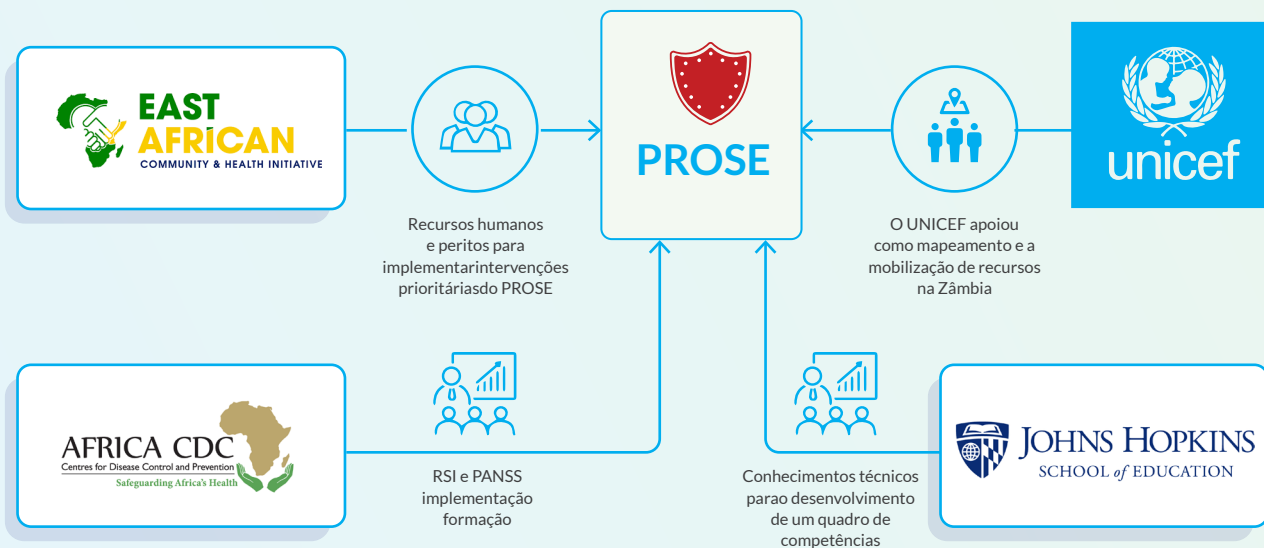 EAST
AFRICAN
COMMUNITY & HEALTH INITIATIVE
Recursos humanos
e peritos para
implementarintervenções
prioritáriasdo PROSE
PROSE
O UNICEF apoiou
como mapeamento e a
mobilização de recursos
na Zâmbia
unicef
AFRICA CDC
Centres for Disease Control and Prevention
Safeguarding Africa's Health
RSI e PANSS
implementação
formação
Conhecimentos técnicos
parao desenvolvimento
de um quadro de
competências
JOHNS HOPKINS
SCHOOL of EDUCATION